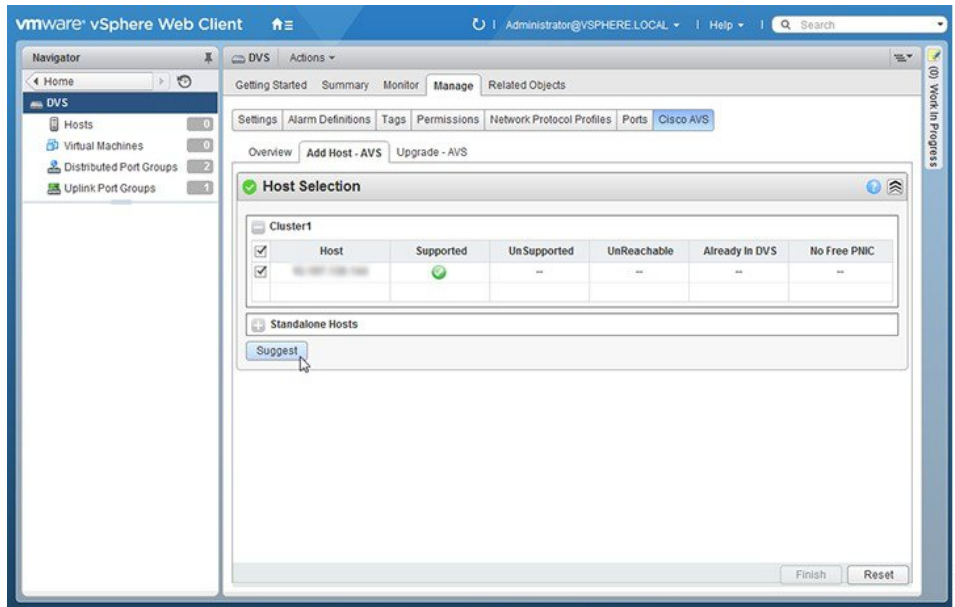 vmware® vSphere Web Client
Administrator@VSPHERE.LOCAL
Help
Search
Navigator
Home
DVS
Hosts 0
Virtual Machines 0
Distributed Port Groups 2
Uplink Port Groups 1
DVS Actions
Getting Started Summary Monitor Manage Related Objects
Settings Alarm Definitions Tags Permissions Network Protocol Profiles Ports Cisco AVS
Overview Add Host - AVS Upgrade - AVS
Host Selection
Cluster1
Host Supported UnSupported UnReachable Already In DVS No Free PNIC
-- -- -- --
Standalone Hosts
Suggest
Finish Reset
(0) Work In Progress